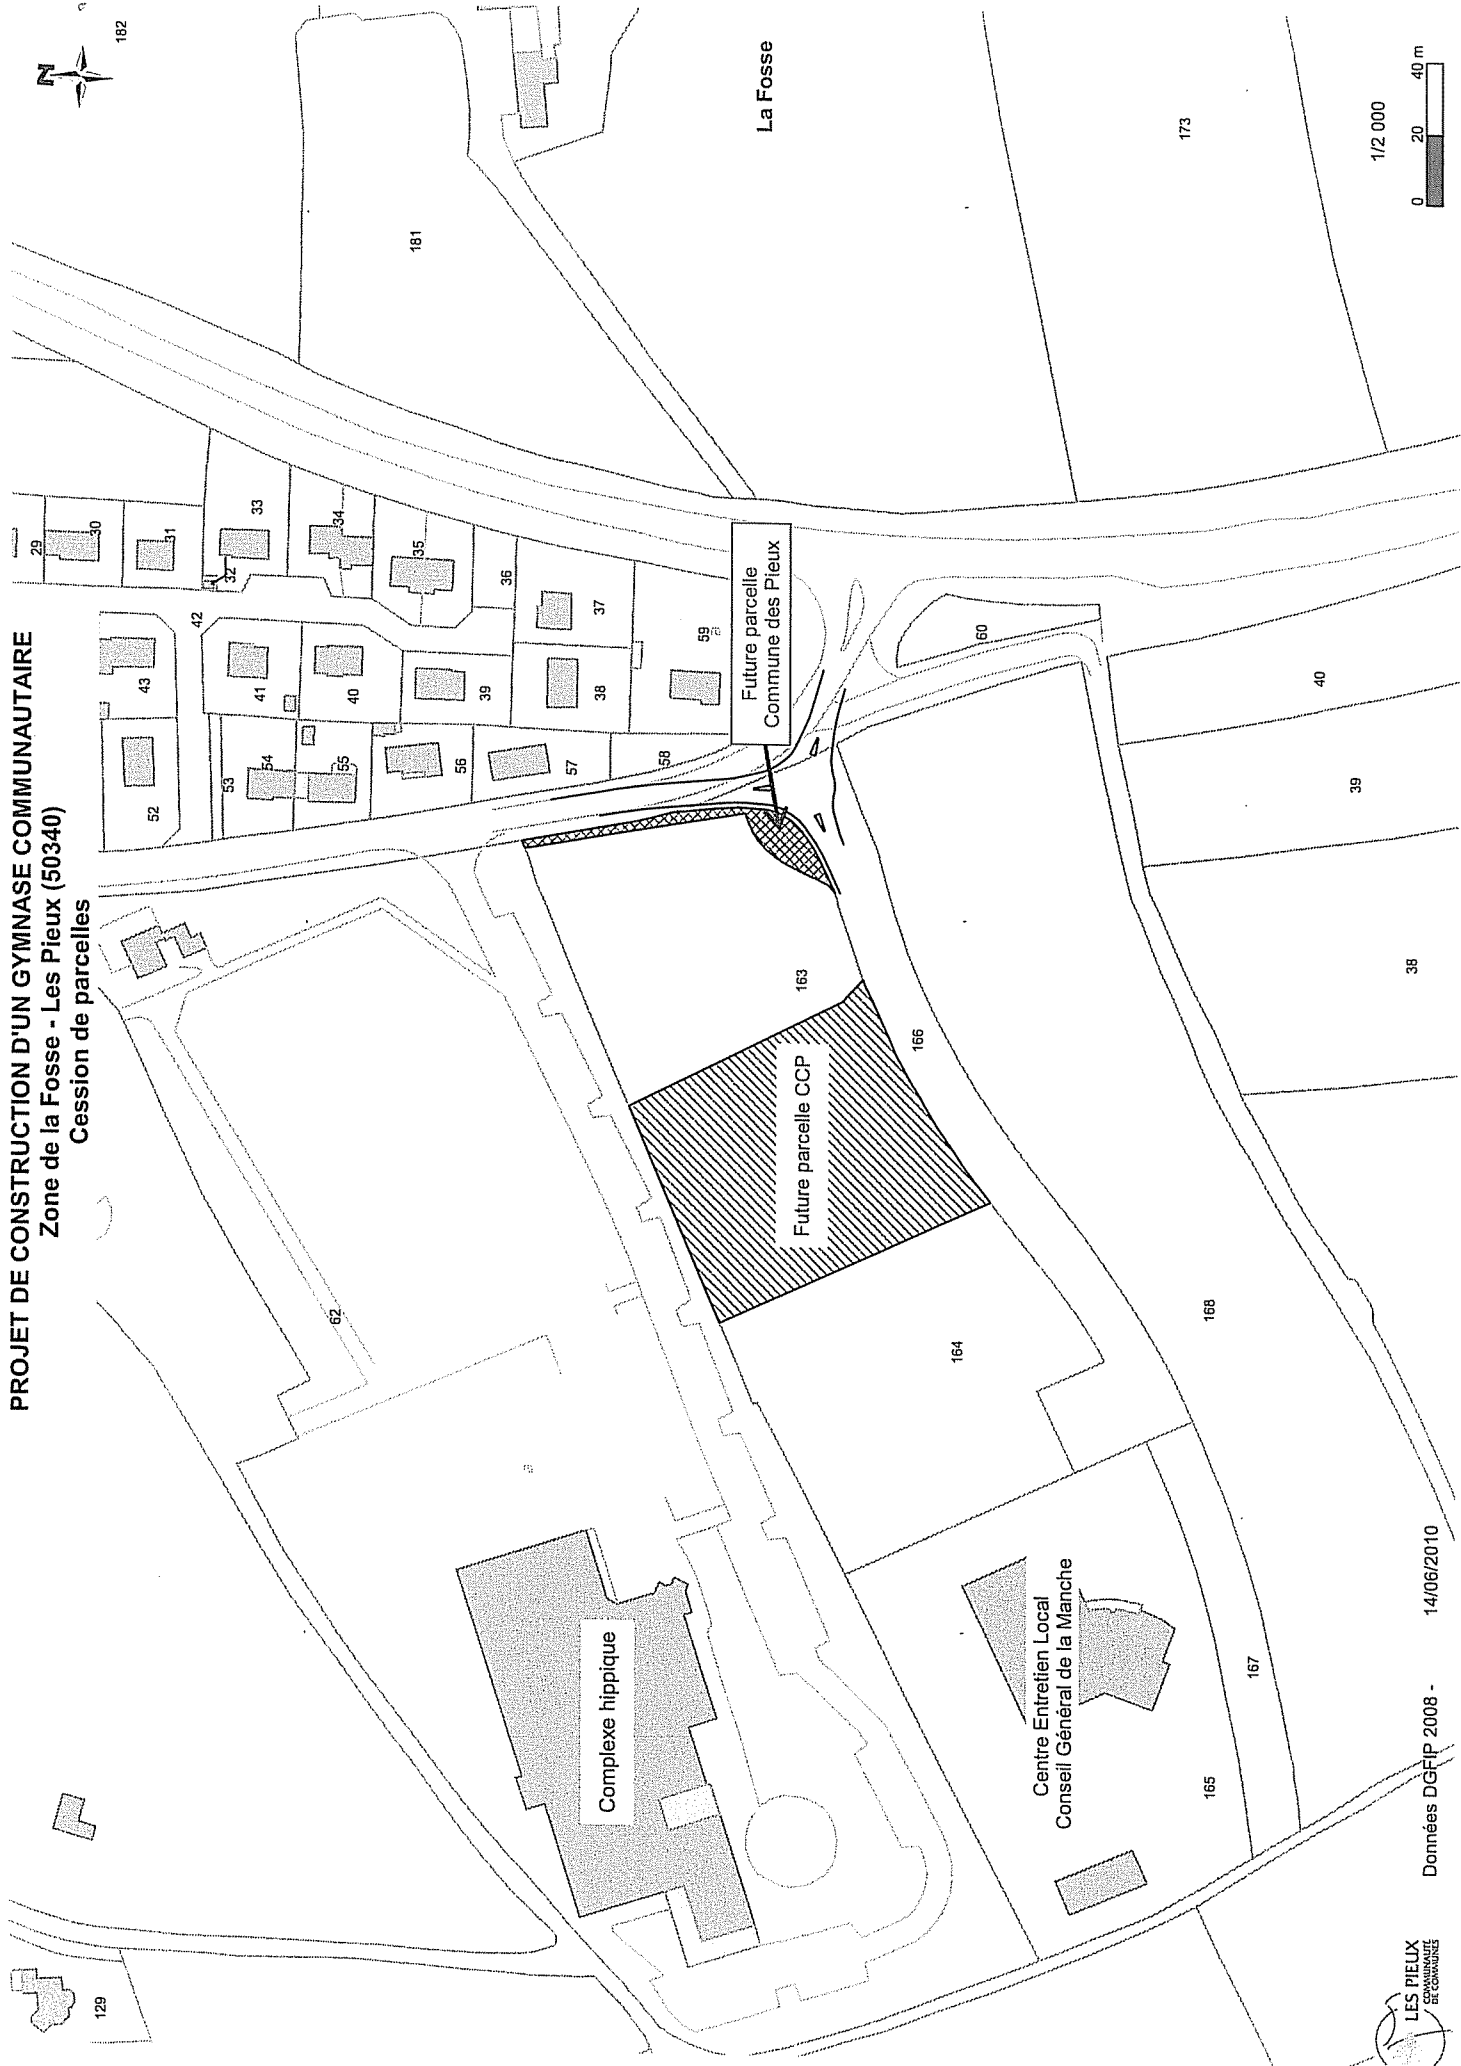 PROJET DE CONSTRUCTION D'UN GYMNASE COMMUNAUTAIRE
Zone de la Fosse - Les Pieux (50340)
Cession de parcelles
N
182
129
62
52
43
42
29
30
31
32
33
34
35
36
37
38
39
40
41
53
54
55
56
57
58
59
181
La Fosse
Complexe hippique
Future parcelle
Commune des Pieux
163
Future parcelle CCP
166
164
60
173
Centre Entretien Local
Conseil Général de la Manche
165
167
168
38
39
40
1/2 000
0 20 40 m
LES PIEUX
COMMUNAUTÉ
DE COMMUNES
Données DGFIP 2008 - 14/06/2010